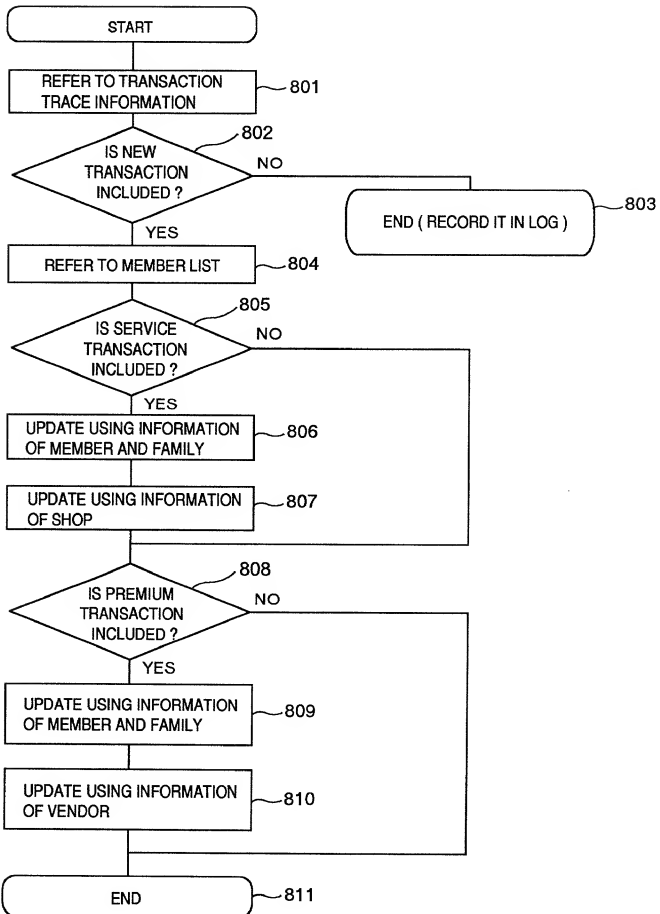 START
REFER TO TRANSACTION
TRACE INFORMATION
801
802
IS NEW
TRANSACTION
INCLUDED ?
NO
END ( RECORD IT IN LOG )
803
YES
REFER TO MEMBER LIST
804
805
IS SERVICE
TRANSACTION
INCLUDED ?
NO
YES
UPDATE USING INFORMATION
OF MEMBER AND FAMILY
806
UPDATE USING INFORMATION
OF SHOP
807
808
IS PREMIUM
TRANSACTION
INCLUDED ?
NO
YES
UPDATE USING INFORMATION
OF MEMBER AND FAMILY
809
UPDATE USING INFORMATION
OF VENDOR
810
END
811